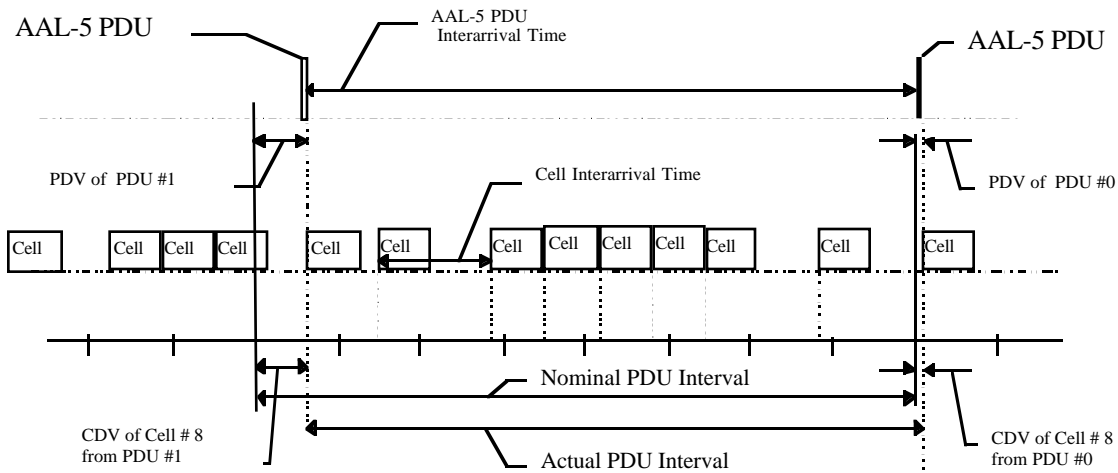 AAL-5 PDU
AAL-5 PDU
Interarrival Time
AAL-5 PDU
PDV of PDU #1
Cell Interarrival Time
PDV of PDU #0
Cell
Cell
Cell
Cell
Cell
Cell
Cell
Cell
Cell
Cell
Cell
Cell
Cell
Nominal PDU Interval
CDV of Cell # 8
from PDU #1
Actual PDU Interval
CDV of Cell # 8
from PDU #0